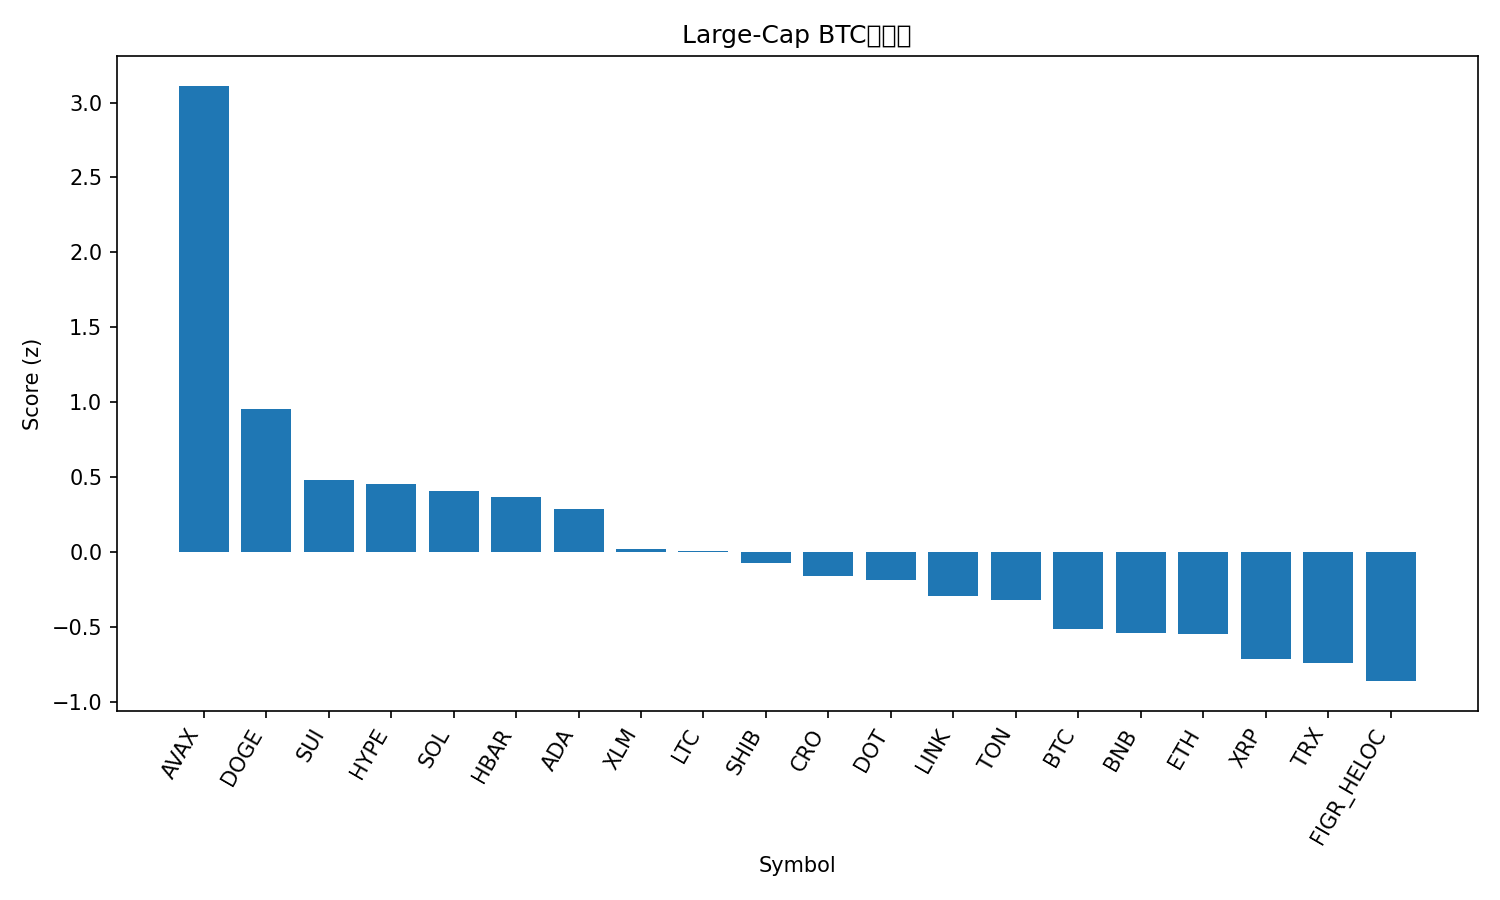 Large-Cap BTC
Score (z)
3.0
2.5
2.0
1.5
1.0
0.5
0.0
−0.5
−1.0
AVAX
DOGE
SUI
HYPE
SOL
HBAR
ADA
XLM
LTC
SHIB
CRO
DOT
LINK
TON
BTC
BNB
ETH
XRP
TRX
FIGR_HELOC
Symbol